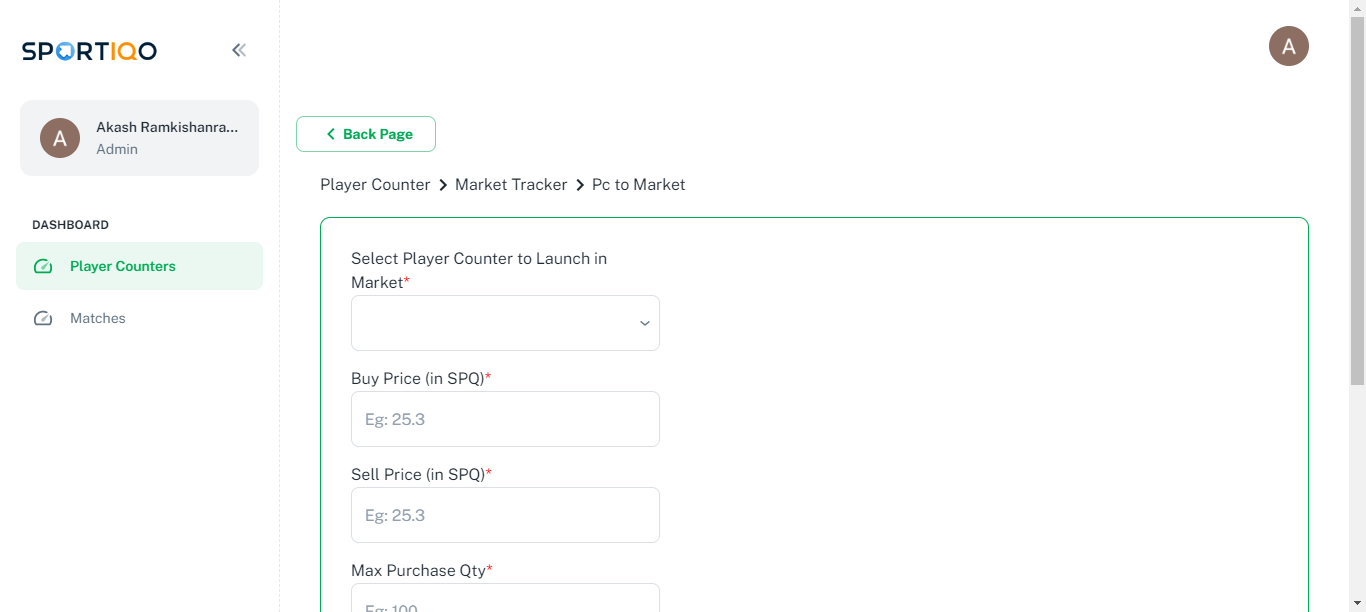 SPORTIQO
A
A
Akash Ramkishanra...
Admin
Back Page
Player Counter > Market Tracker > Pc to Market
DASHBOARD
Player Counters
Matches
Select Player Counter to Launch in
Market*
Buy Price (in SPQ)*
Eg: 25.3
Sell Price (in SPQ)*
Eg: 25.3
Max Purchase Qty*
Eg: 100